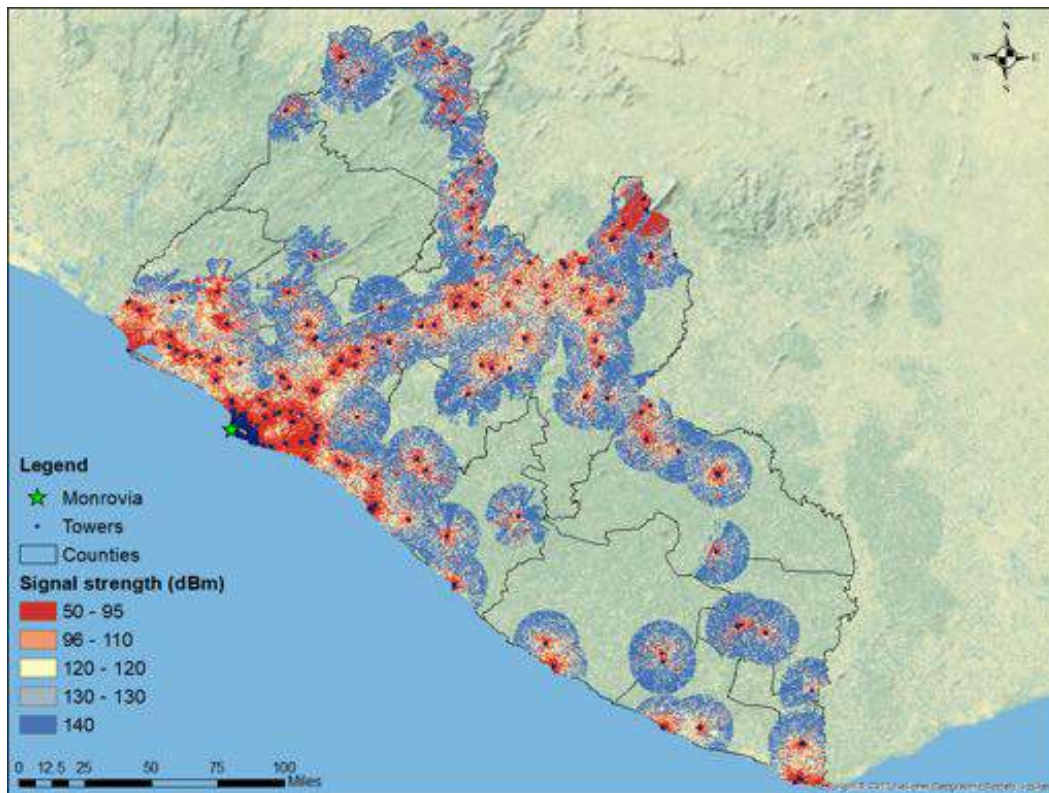 N
W E
S
Legend
Monrovia
Towers
Counties
Signal strength (dBm)
50 - 95
96 - 110
120 - 120
130 - 130
140
0 12.5 25 50 75 100
Miles